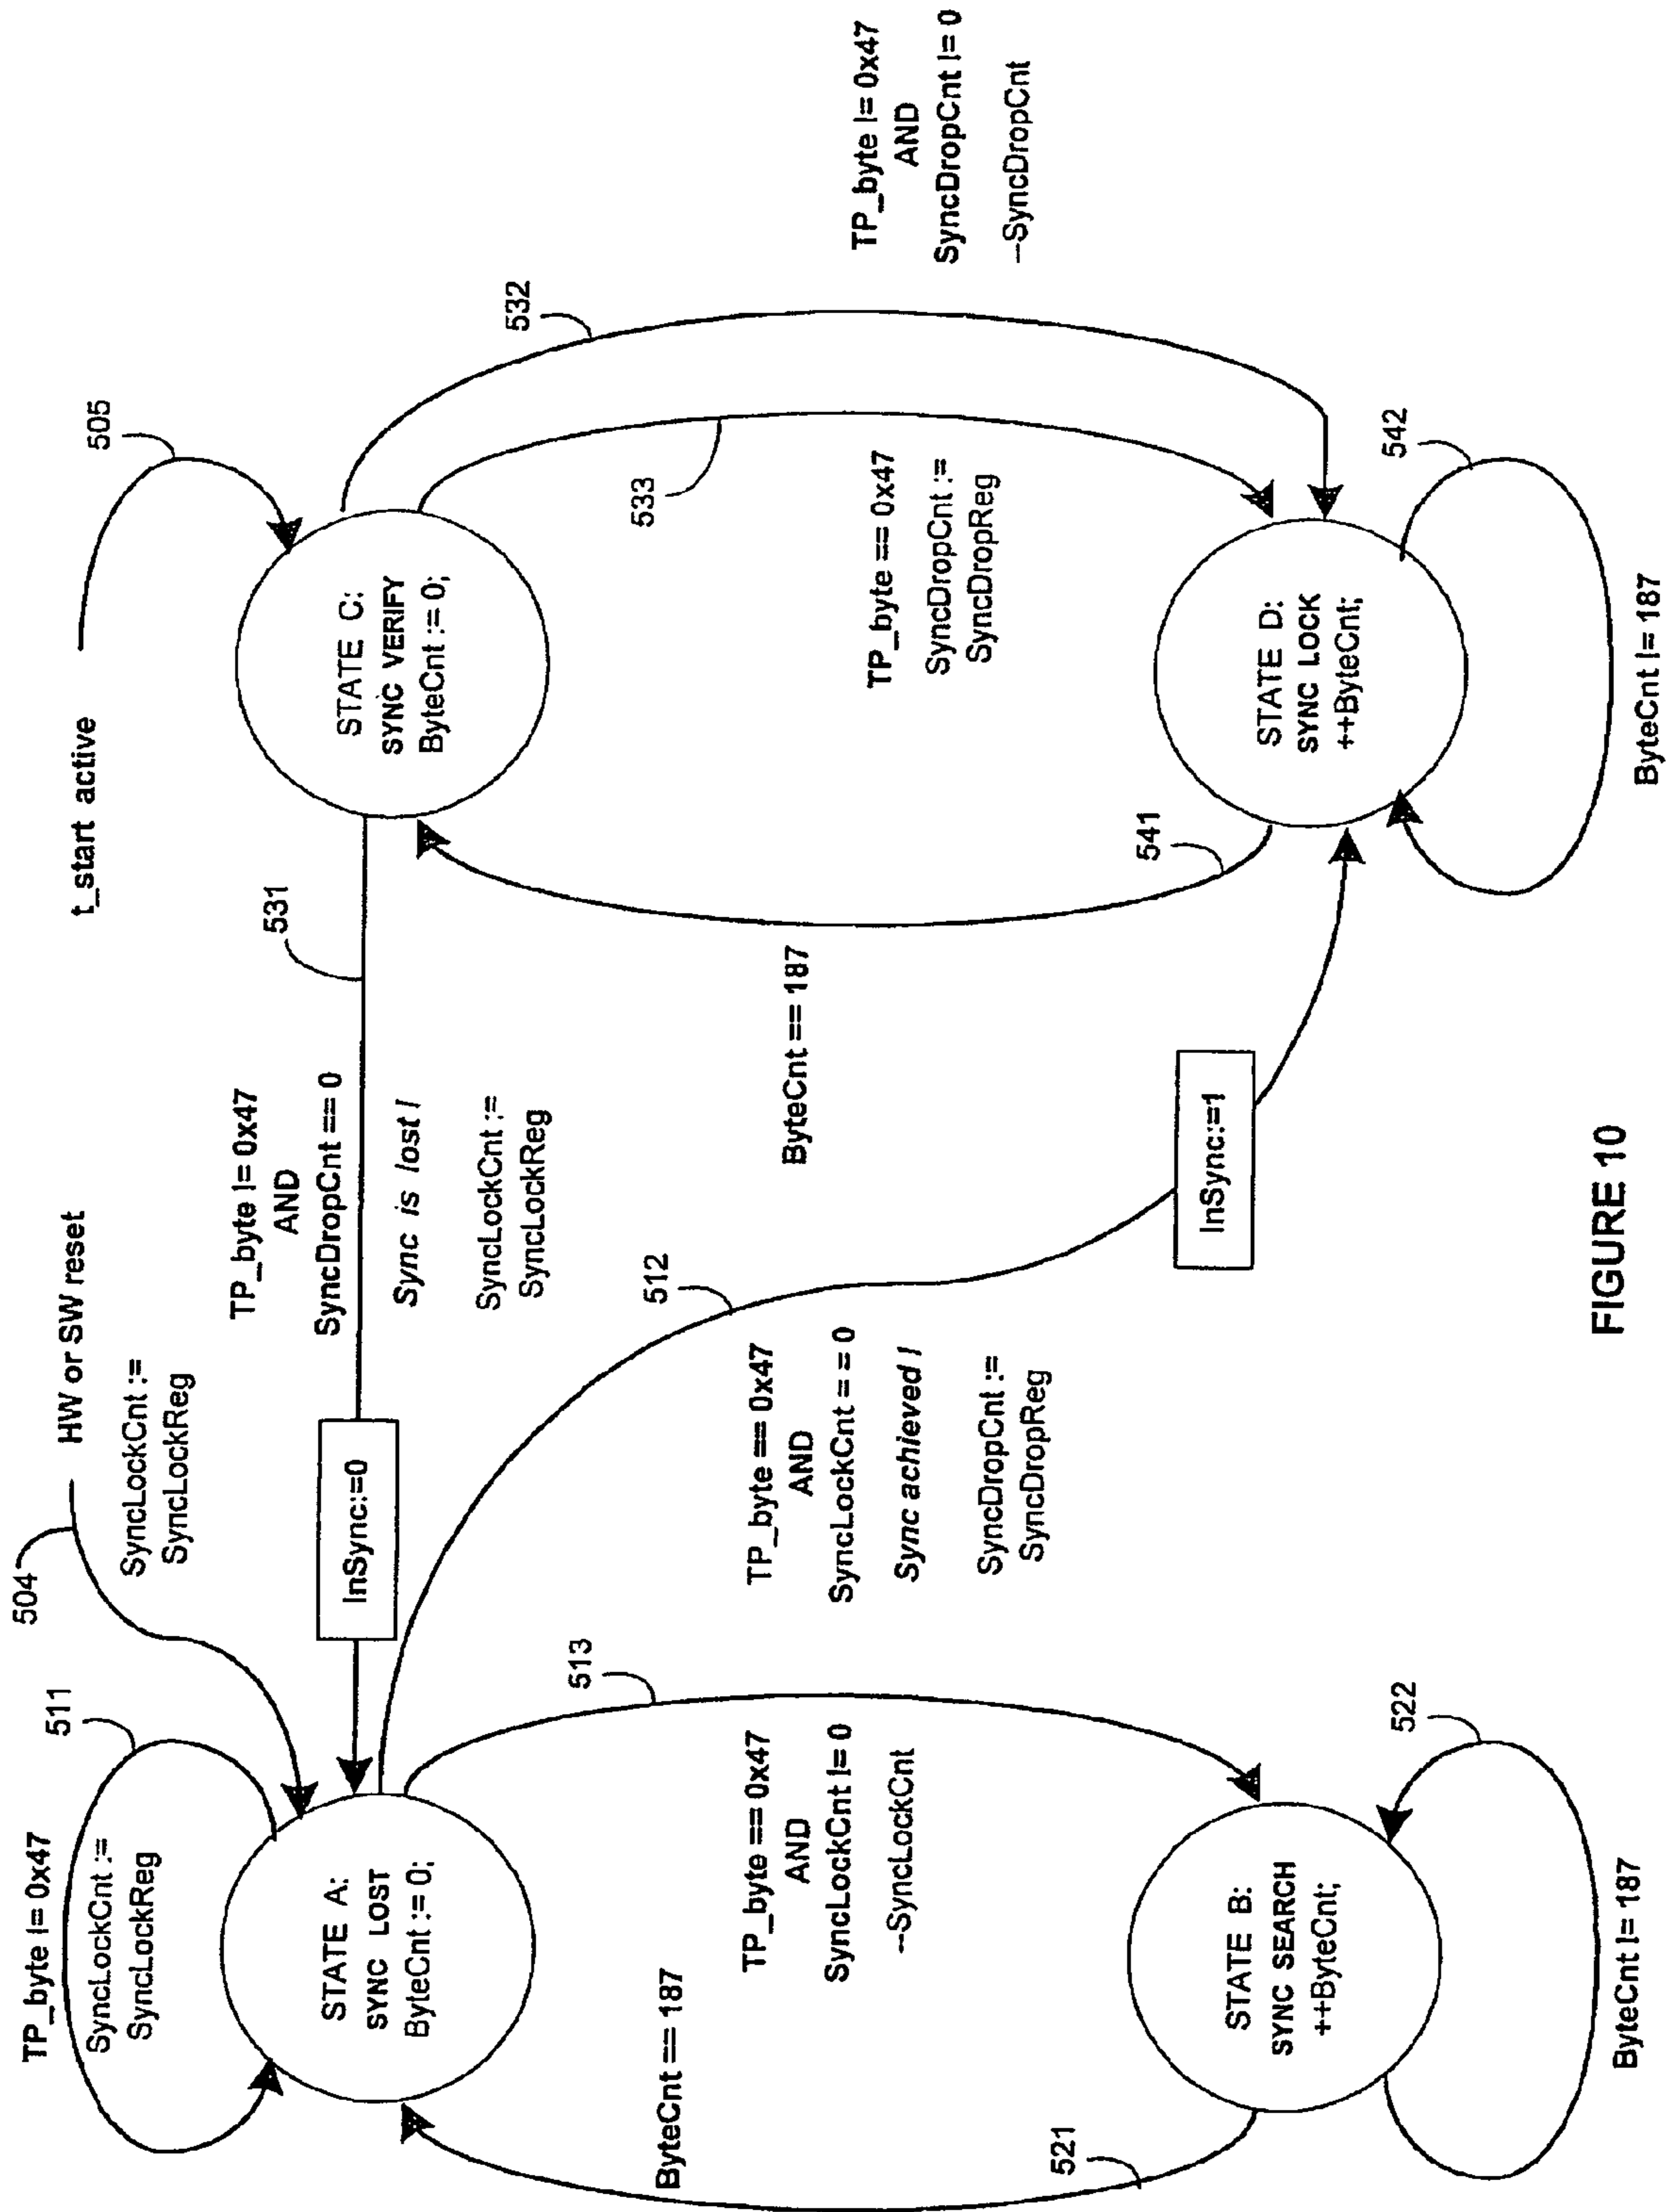 504
HW or SW reset
SyncLockCnt :=
SyncLockReg
511
TP_byte != 0x47
SyncLockCnt :=
SyncLockReg
STATE A:
SYNC LOST
ByteCnt := 0;
InSync:=0
531
TP_byte != 0x47
AND
SyncDropCnt == 0
Sync is lost !
SyncLockCnt :=
SyncLockReg
t_start active
505
STATE C:
SYNC VERIFY
ByteCnt := 0;
532
TP_byte != 0x47
AND
SyncDropCnt != 0
--SyncDropCnt
533
TP_byte == 0x47
SyncDropCnt :=
SyncDropReg
512
TP_byte == 0x47
AND
SyncLockCnt = = 0
Sync achieved !
SyncDropCnt :=
SyncDropReg
InSync:=1
513
TP_byte == 0x47
AND
SyncLockCnt != 0
--SyncLockCnt
ByteCnt == 187
521
STATE B:
SYNC SEARCH
++ByteCnt;
522
ByteCnt != 187
ByteCnt == 187
541
STATE D:
SYNC LOCK
++ByteCnt;
542
ByteCnt != 187
FIGURE 10